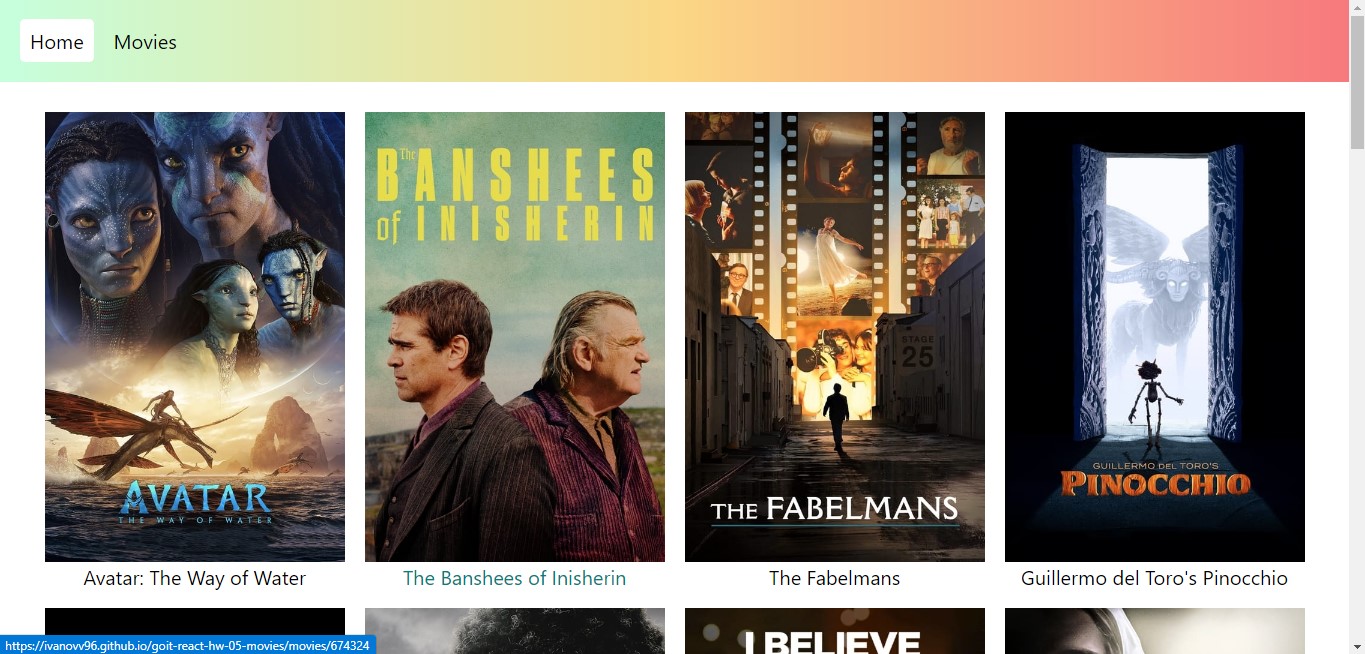 Home
Movies
The
BANSHEES
of INISHERIN
STAGE
25
AVATAR
THE WAY OF WATER
THE FABELMANS
GUILLERMO DEL TORO'S
PINOCCHIO
Avatar: The Way of Water
The Banshees of Inisherin
The Fabelmans
Guillermo del Toro's Pinocchio
I BELIEVE
https://ivanovv96.github.io/goit-react-hw-05-movies/movies/674324